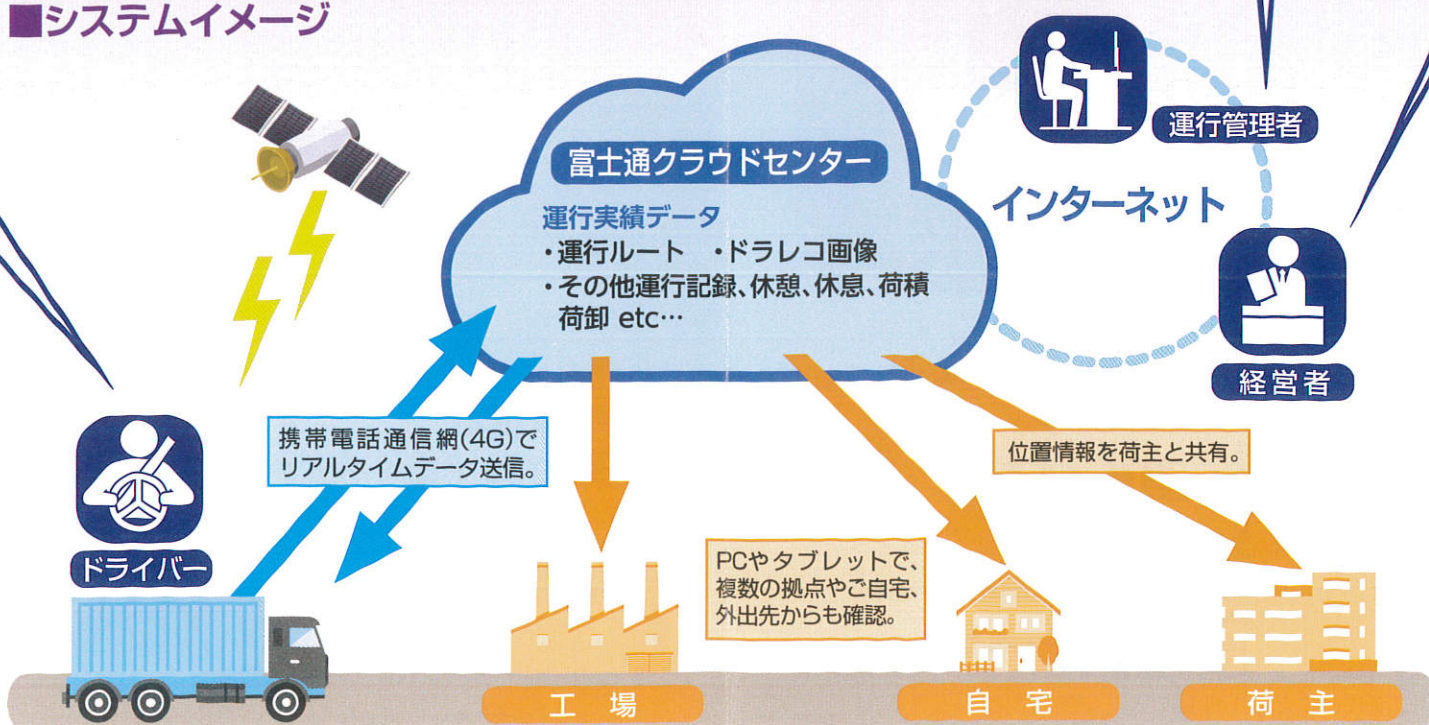 ■システムイメージ
富士通クラウドセンター
運行実績データ
・運行ルート ・ドラレコ画像
・その他運行記録、休憩、休息、荷積
荷卸 etc…
運行管理者
インターネット
経営者
携帯電話通信網(4G)で
リアルタイムデータ送信。
位置情報を荷主と共有。
ドライバー
PCやタブレットで、
複数の拠点やご自宅、
外出先からも確認。
工場
自宅
荷主